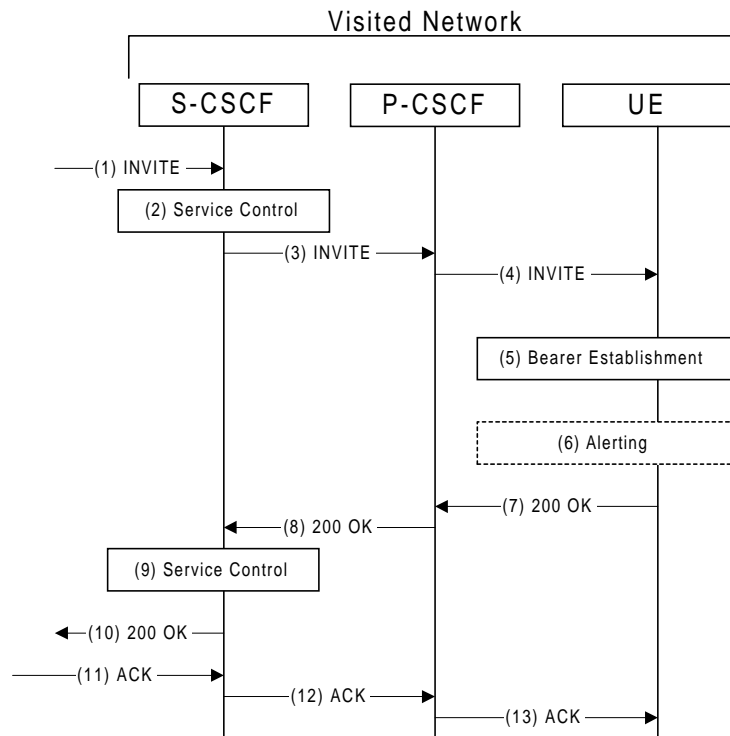 Visited Network
S-CSCF
P-CSCF
UE
(1) INVITE
(2) Service Control
(3) INVITE
(4) INVITE
(5) Bearer Establishment
(6) Alerting
(7) 200 OK
(8) 200 OK
(9) Service Control
(10) 200 OK
(11) ACK
(12) ACK
(13) ACK